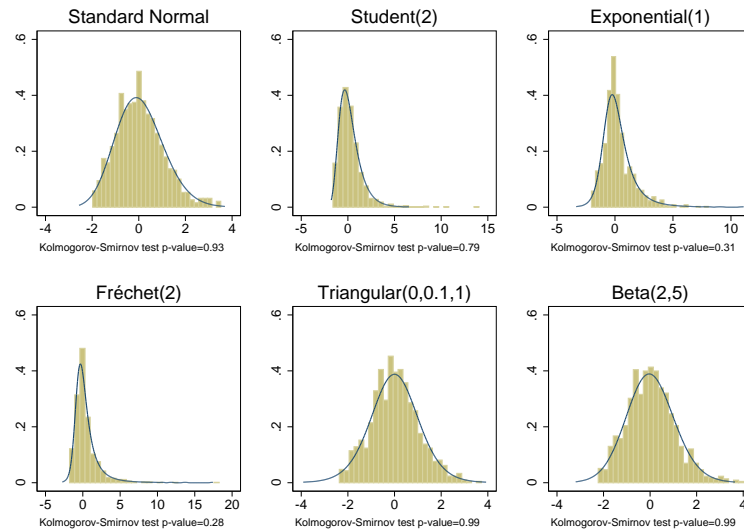 Standard Normal
0 .2 .4 .6
-4 -2 0 2 4
Kolmogorov-Smirnov test p-value=0.93
Student(2)
0 .2 .4 .6
-5 0 5 10 15
Kolmogorov-Smirnov test p-value=0.79
Exponential(1)
0 .2 .4 .6
-5 0 5 10
Kolmogorov-Smirnov test p-value=0.31
Fréchet(2)
0 .2 .4 .6
-5 0 5 10 15 20
Kolmogorov-Smirnov test p-value=0.28
Triangular(0,0.1,1)
0 .2 .4 .6
-4 -2 0 2 4
Kolmogorov-Smirnov test p-value=0.99
Beta(2,5)
0 .2 .4 .6
-4 -2 0 2 4
Kolmogorov-Smirnov test p-value=0.98